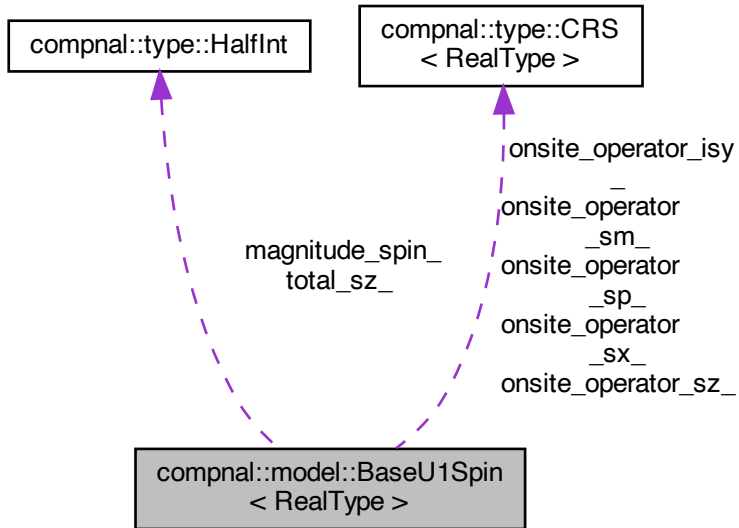 compnal::type::HalfInt
compnal::type::CRS
< RealType >
magnitude_spin_
total_sz_
onsite_operator_isy
_
onsite_operator
_sm_
onsite_operator
_sp_
onsite_operator
_sx_
onsite_operator_sz_
compnal::model::BaseU1Spin
< RealType >